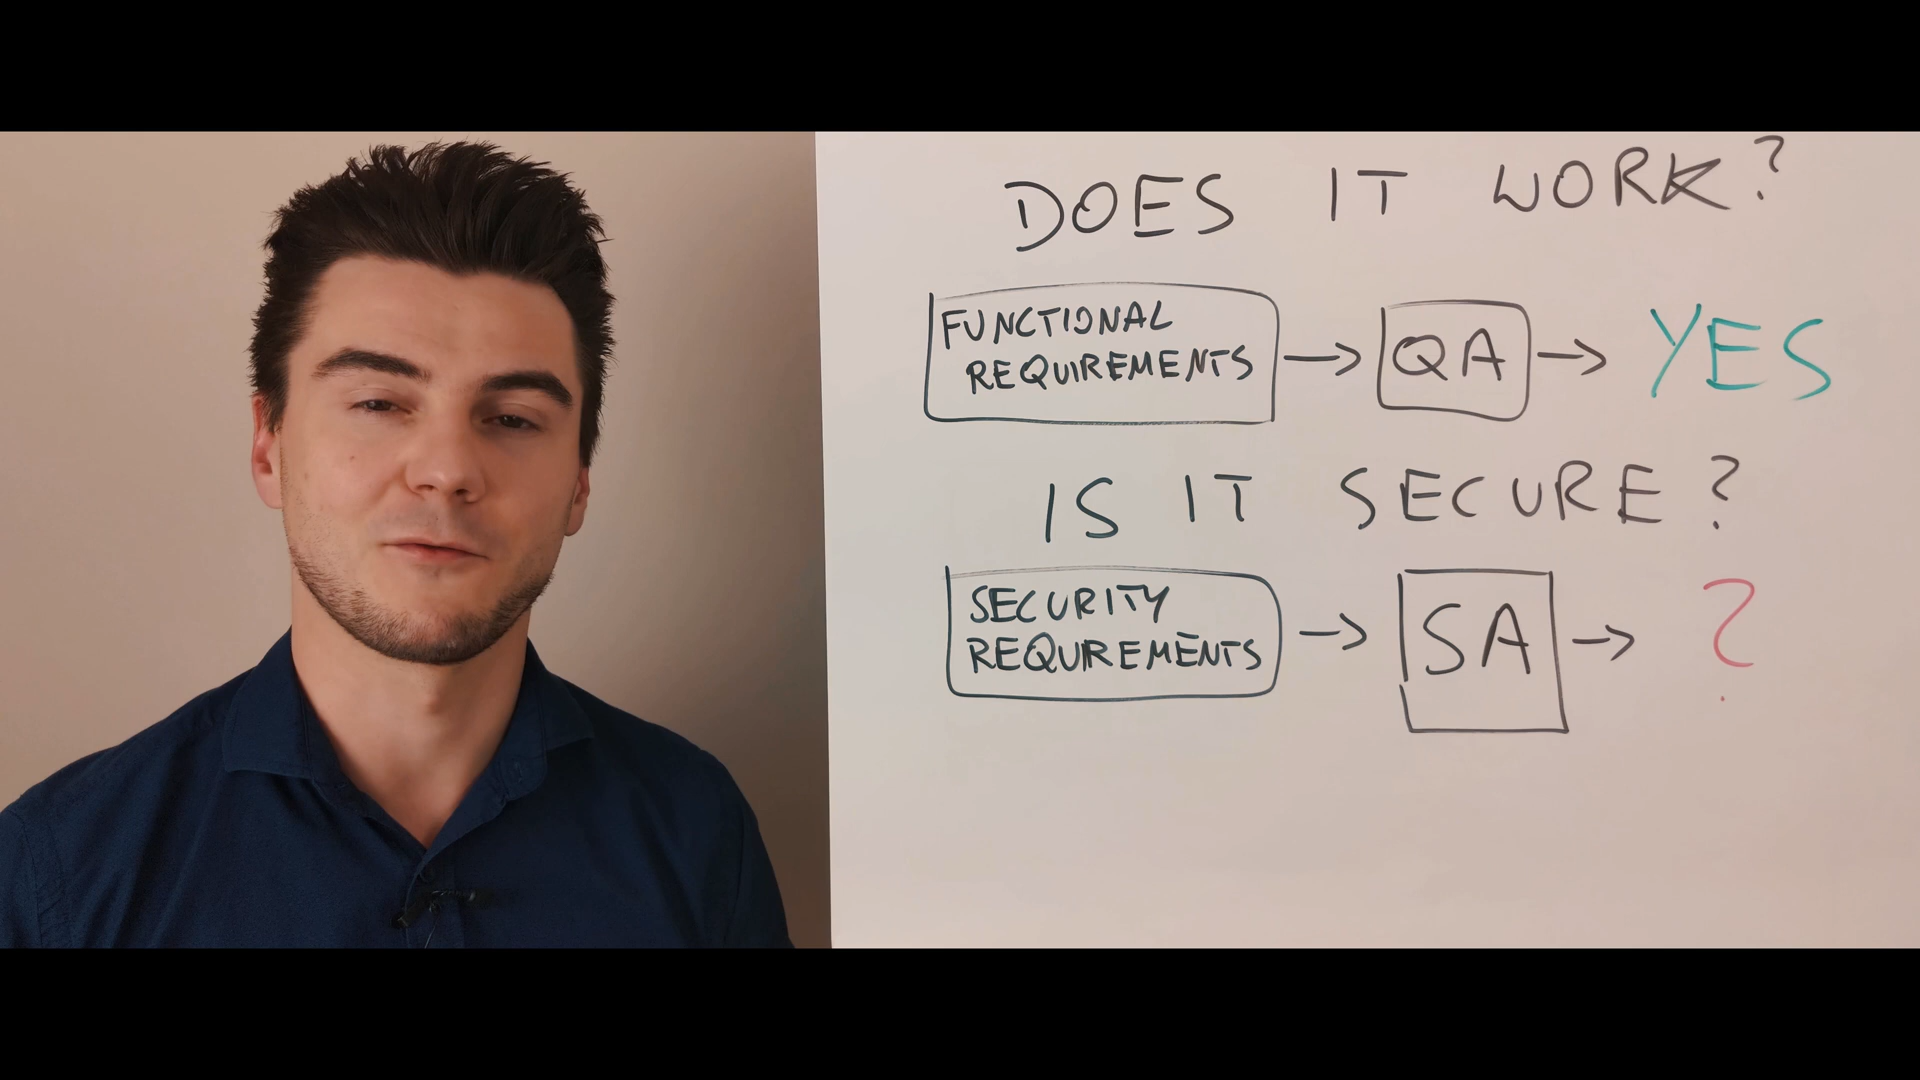 DOES IT WORK?
FUNCTIONAL
REQUIREMENTS
→ QA → YES
IS IT SECURE?
SECURITY
REQUREMENTS
→ SA → ?